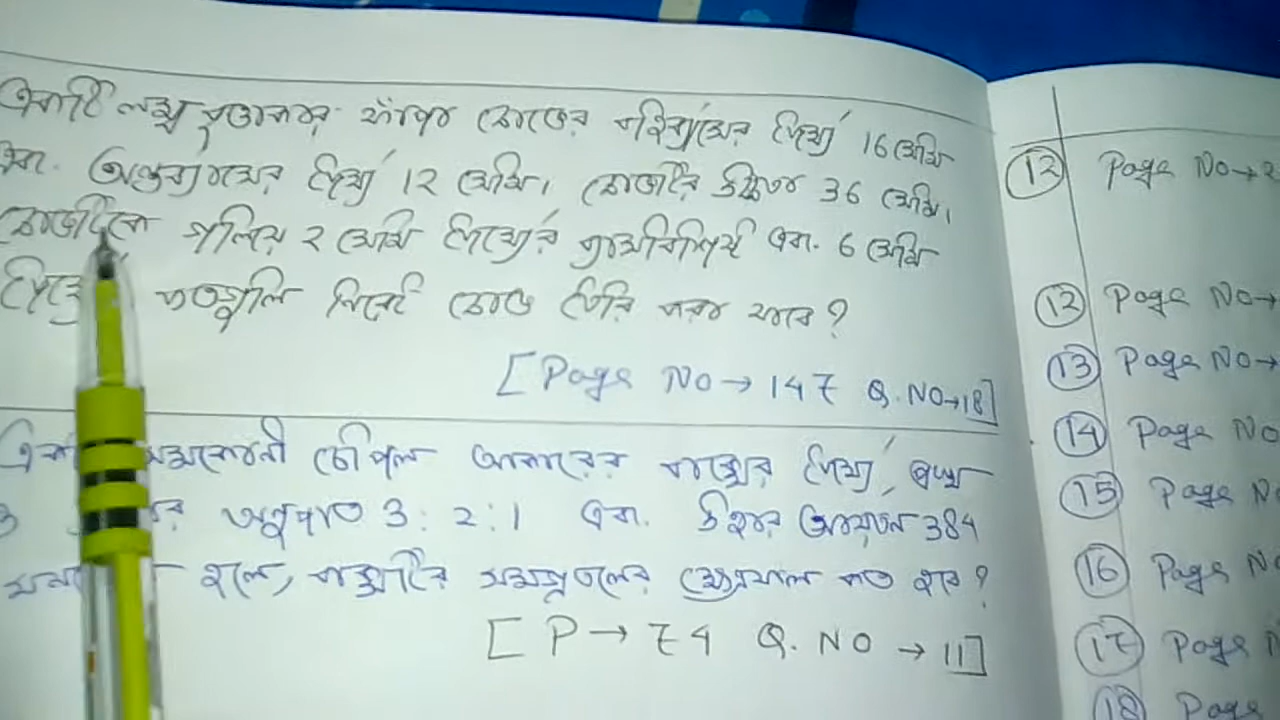 একটি লম্ব বৃত্তাকার ফাঁপা চোঙের বহির্ব্যাসের দৈর্ঘ্য 16 সেমি
এবং অন্তর্ব্যাসের দৈর্ঘ্য 12 সেমি। চোঙটির উচ্চতা 36 সেমি।
চোঙটিকে গলিয়ে 2 সেমি দৈর্ঘ্যের ব্যাসবিশিষ্ট এবং 6 সেমি
দৈর্ঘ্যের কতগুলি নিরেট চোঙ তৈরি করা যাবে?
[Page No → 147 Q. NO → 18]
সমকোণী চৌপল আকারের বাক্সের দৈর্ঘ্য, প্রস্থ
ও অনুপাত 3:2:1 এবং উহার আয়তন 384
হলে, বাক্সটির সমগ্রতলের ক্ষেত্রফল কত হবে?
[P → 74 Q. NO → 11]
(12) Page No → 2
(12) Page No →
(13) Page No →
(14) Page No
(15) Page N
(16) Page No
(17) Page
(18) Page